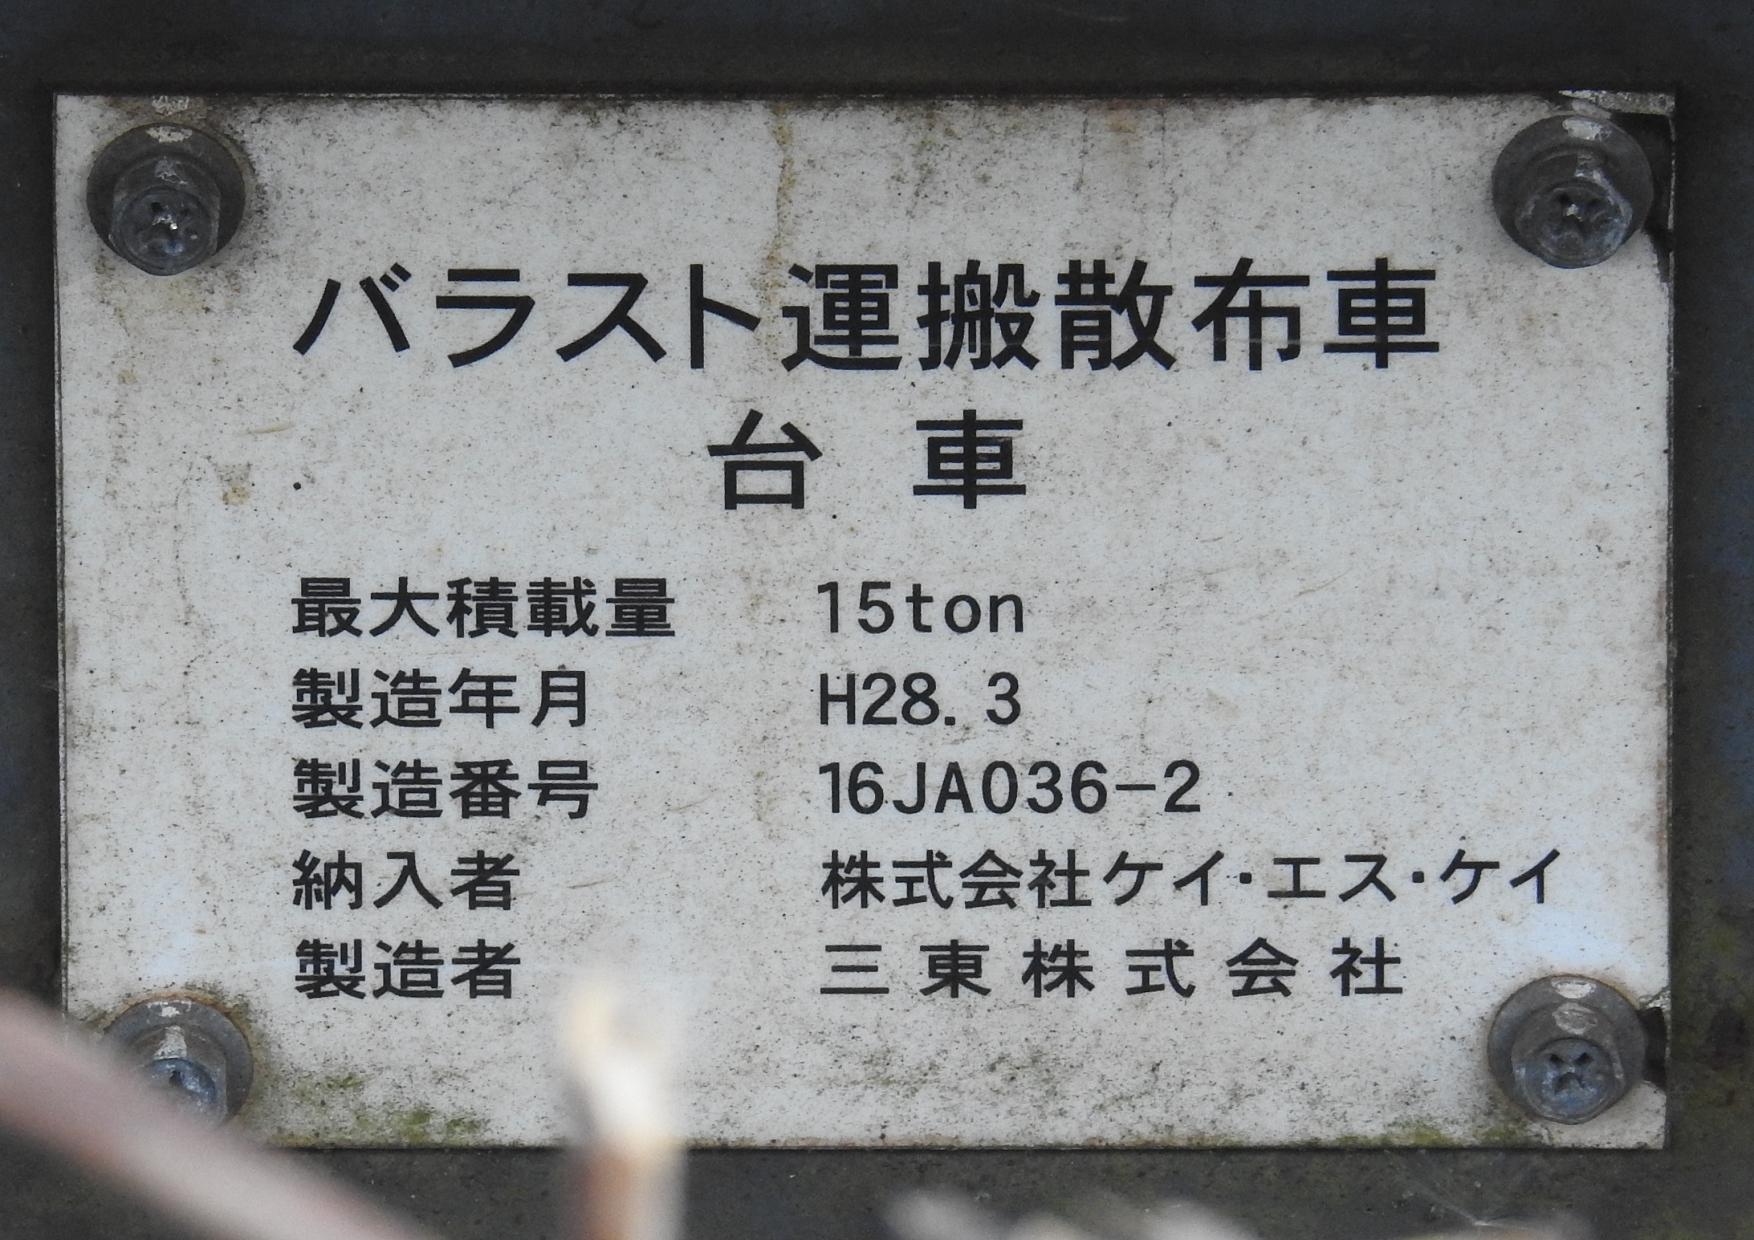 バラスト運搬散布車
台車
最大積載量 15ton
製造年月 H28.3
製造番号 16JA036-2
納入者 株式会社ケイ・エス・ケイ
製造者 三東株式会社